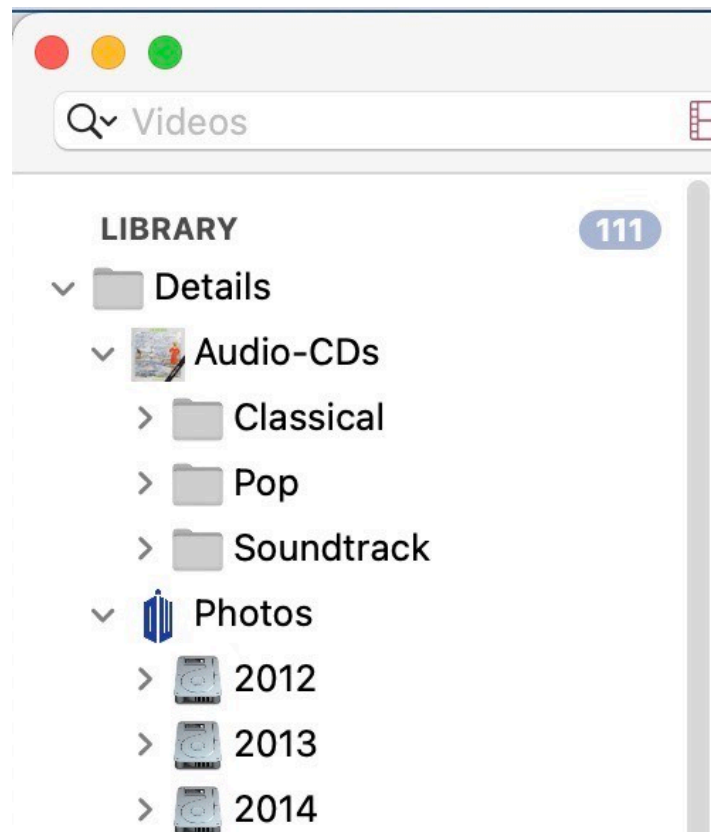 Videos
LIBRARY 111
Details
Audio-CDs
Classical
Pop
Soundtrack
Photos
2012
2013
2014